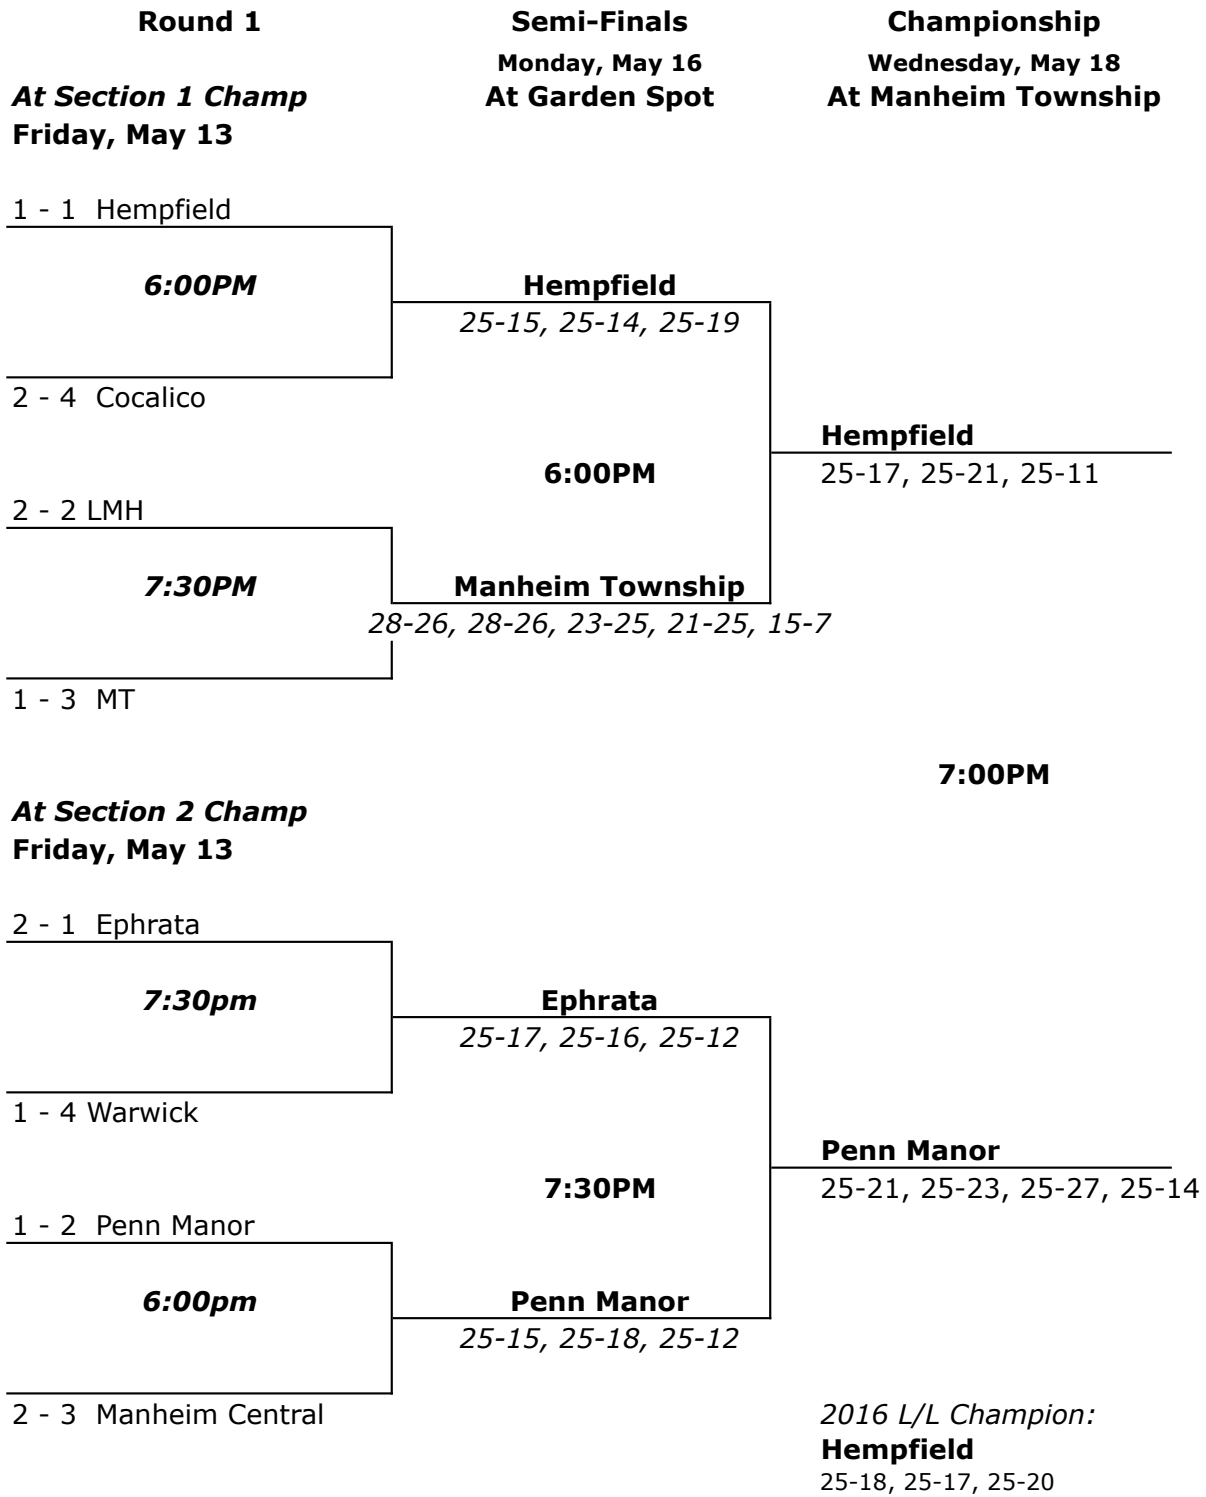 Round 1
Semi-Finals
Championship
Monday, May 16
Wednesday, May 18
At Section 1 Champ
At Garden Spot
At Manheim Township
Friday, May 13
1 - 1 Hempfield
6:00PM
Hempfield
25-15, 25-14, 25-19
2 - 4 Cocalico
Hempfield
6:00PM
25-17, 25-21, 25-11
2 - 2 LMH
7:30PM
Manheim Township
28-26, 28-26, 23-25, 21-25, 15-7
1 - 3 MT
7:00PM
At Section 2 Champ
Friday, May 13
2 - 1 Ephrata
7:30pm
Ephrata
25-17, 25-16, 25-12
1 - 4 Warwick
Penn Manor
7:30PM
25-21, 25-23, 25-27, 25-14
1 - 2 Penn Manor
6:00pm
Penn Manor
25-15, 25-18, 25-12
2 - 3 Manheim Central
2016 L/L Champion:
Hempfield
25-18, 25-17, 25-20